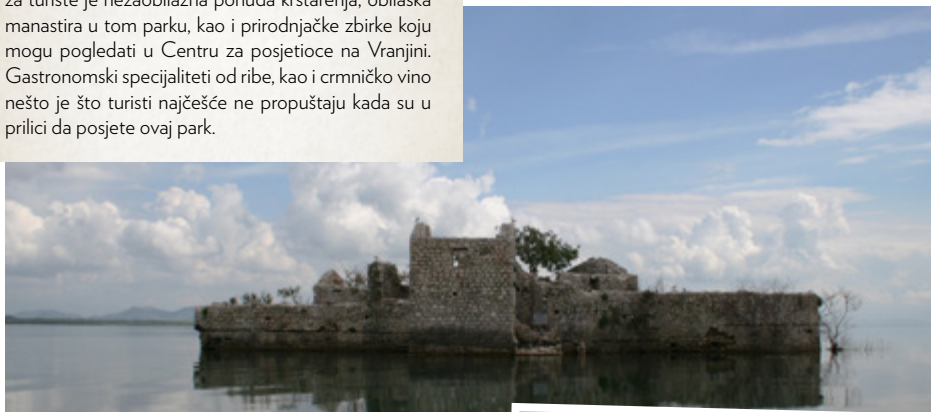 za turiste je nezaobilazna ponuda krstarenja, obilaska
manastira u tom parku, kao i prirodnjačke zbirke koju
mogu pogledati u Centru za posjetioce na Vranjini.
Gastronomski specijaliteti od ribe, kao i crmničko vino
nešto je što turisti najčešće ne propuštaju kada su u
prilici da posjete ovaj park.